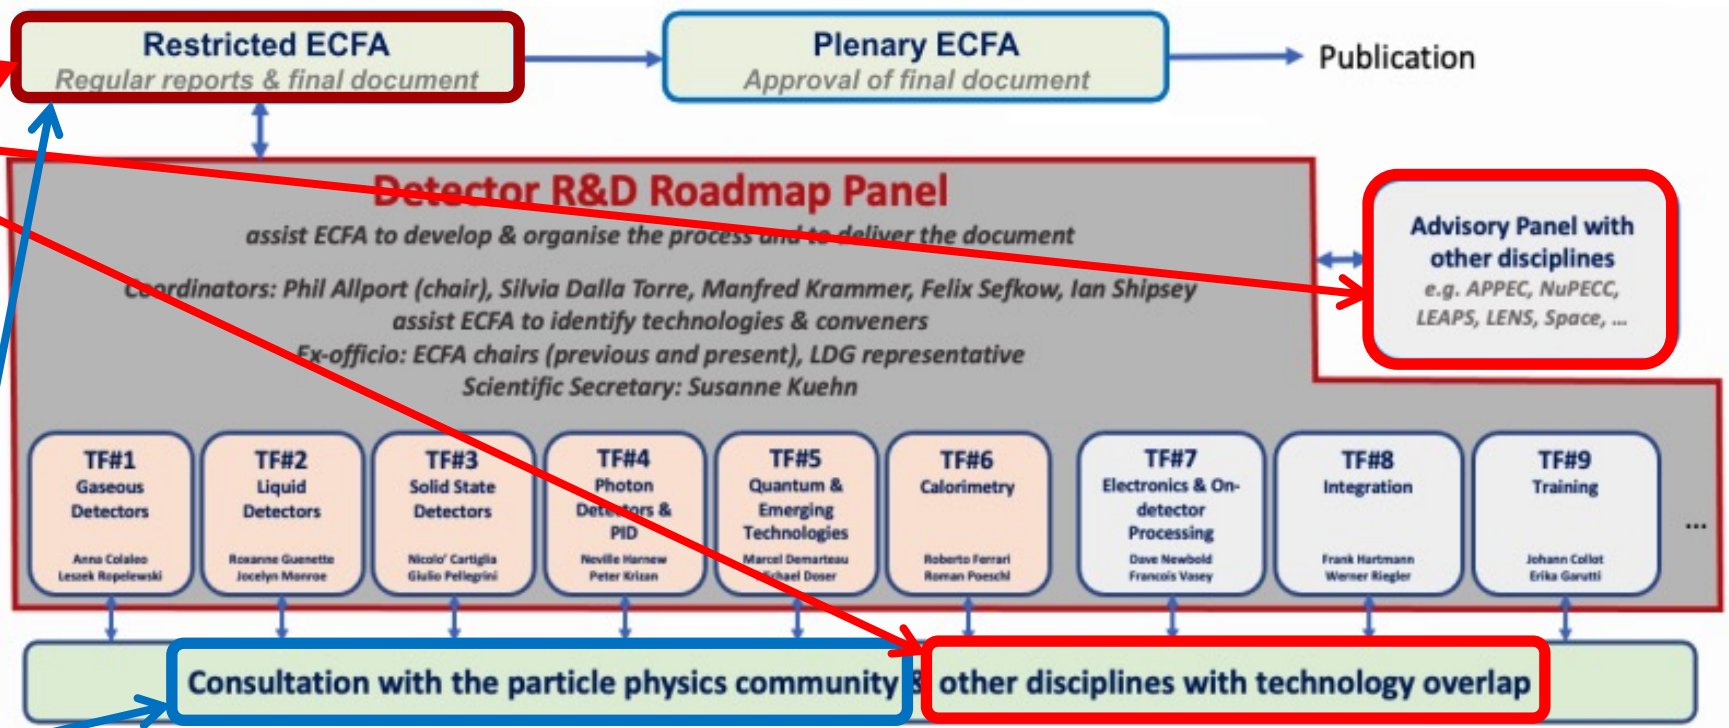 Restricted ECFA
Regular reports & final document
Plenary ECFA
Approval of final document
Publication
Detector R&D Roadmap Panel
assist ECFA to develop & organise the process and to deliver the document
Coordinators: Phil Allport (chair), Silvia Dalla Torre, Manfred Krammer, Felix Sefkow, Ian Shipsey
assist ECFA to identify technologies & conveners
Ex-officio: ECFA chairs (previous and present), LDG representative
Scientific Secretary: Susanne Kuehn
Advisory Panel with
other disciplines
e.g. APPEC, NuPECC,
LEAPS, LENS, Space, ...
TF#1
Gaseous
Detectors
Anna Colaleo
Leszek Ropelewski
TF#2
Liquid
Detectors
Roxanne Guenette
Jocelyn Monroe
TF#3
Solid State
Detectors
Nicolo' Cartiglia
Giulio Pellegrini
TF#4
Photon
Detectors &
PID
Neville Harnew
Peter Krizan
TF#5
Quantum &
Emerging
Technologies
Marcel Demarteau
Michael Doser
TF#6
Calorimetry
Roberto Ferrari
Roman Poeschl
TF#7
Electronics & On-
detector
Processing
Dave Newbold
Francois Vasey
TF#8
Integration
Frank Hartmann
Werner Riegler
TF#9
Training
Johann Collot
Erika Garutti
...
Consultation with the particle physics community & other disciplines with technology overlap